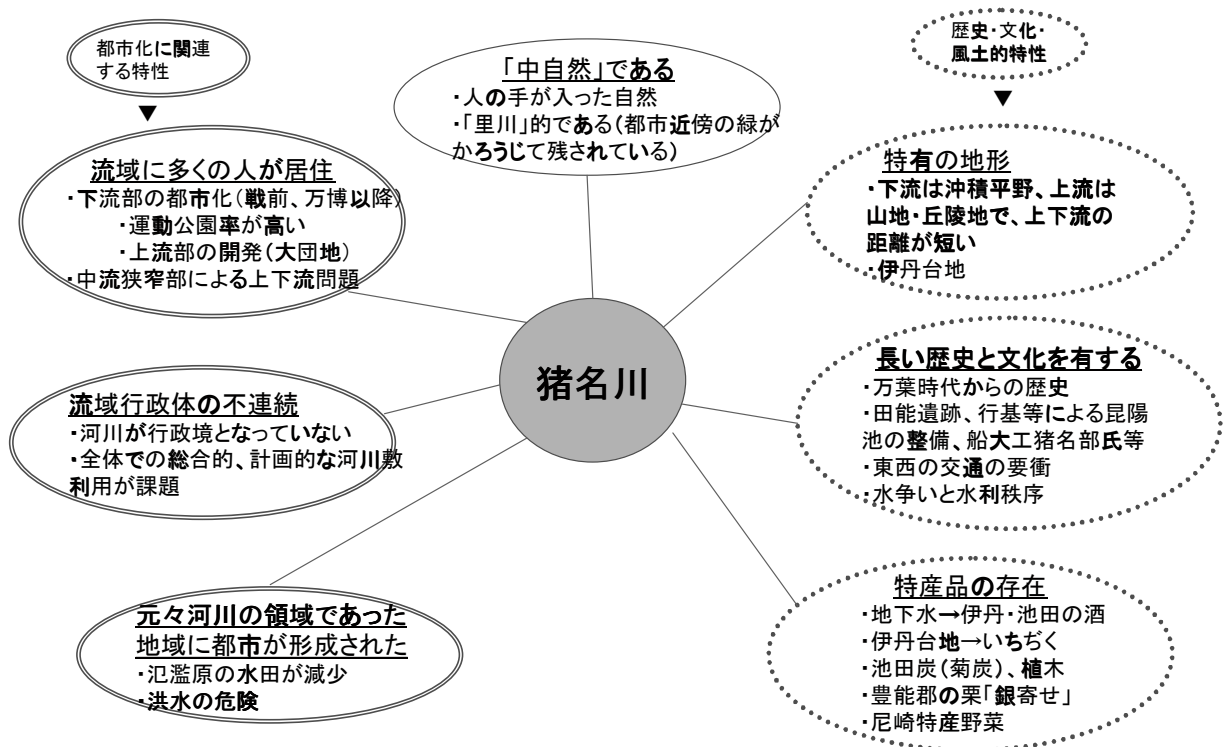 都市化に関連
する特性
▼
流域に多くの人が居住
・下流部の都市化(戦前、万博以降)
・運動公園率が高い
・上流部の開発(大団地)
・中流狭窄部による上下流問題
流域行政体の不連続
・河川が行政境となっていない
・全体での総合的、計画的な河川敷
利用が課題
元々河川の領域であった
地域に都市が形成された
・氾濫原の水田が減少
・洪水の危険
「中自然」である
・人の手が入った自然
・「里川」的である(都市近傍の緑が
かろうじて残されている)
猪名川
歴史・文化・
風土的特性
▼
特有の地形
・下流は沖積平野、上流は
山地・丘陵地で、上下流の
距離が短い
・伊丹台地
長い歴史と文化を有する
・万葉時代からの歴史
・田能遺跡、行基等による昆陽
池の整備、船大工猪名部氏等
・東西の交通の要衝
・水争いと水利秩序
特産品の存在
・地下水→伊丹・池田の酒
・伊丹台地→いちぢく
・池田炭(菊炭)、植木
・豊能郡の栗「銀寄せ」
・尼崎特産野菜